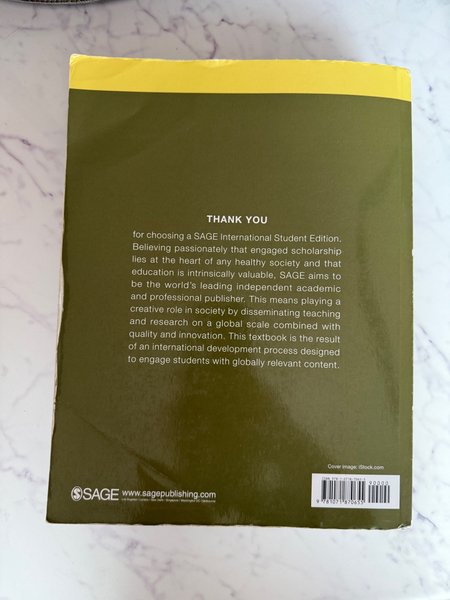 THANK YOU
for choosing a SAGE International Student Edition.
Believing passionately that engaged scholarship
lies at the heart of any healthy society and that
education is intrinsically valuable, SAGE aims to
be the world's leading independent academic
and professional publisher. This means playing a
creative role in society by disseminating teaching
and research on a global scale combined with
quality and innovation. This textbook is the result
of an international development process designed
to engage students with globally relevant content.
Cover Image: iStock.com
90000
9 781071 870655
SAGE www.sagepublishing.com